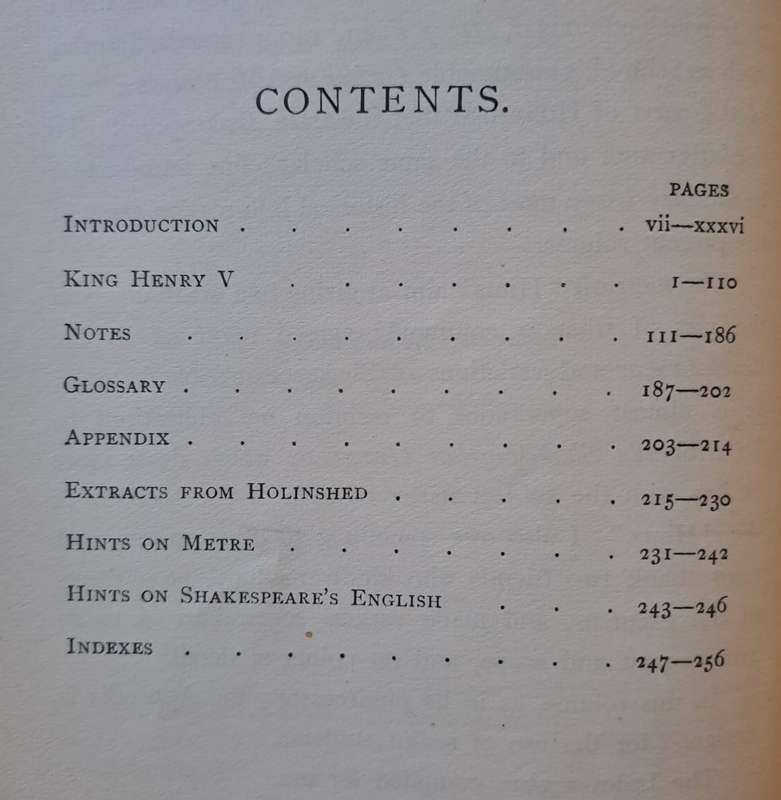 CONTENTS.
PAGES
INTRODUCTION . . . . . . . . vii—xxxvi
KING HENRY V . . . . . . . 1—110
NOTES . . . . . . . . . 111—186
GLOSSARY . . . . . . . . . 187—202
APPENDIX . . . . . . . . . 203—214
EXTRACTS FROM HOLINSHED . . . . . 215—230
HINTS ON METRE . . . . . . . 231—242
HINTS ON SHAKESPEARE'S ENGLISH . . . 243—246
INDEXES . . . . . . . . . 247—256